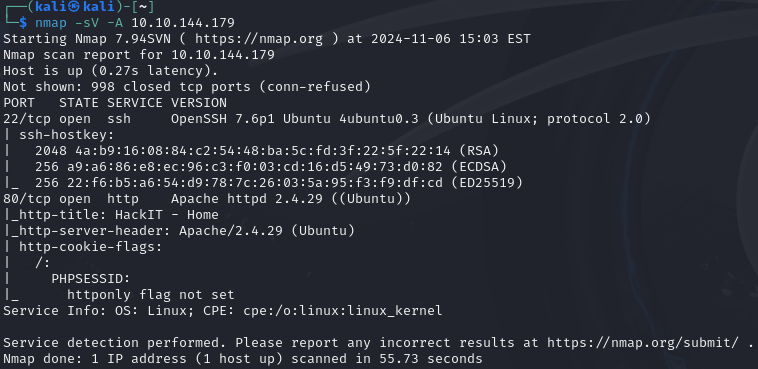 ┌──(kali㉿kali)-[~]
└─$ nmap -sV -A 10.10.144.179
Starting Nmap 7.94SVN ( https://nmap.org ) at 2024-11-06 15:03 EST
Nmap scan report for 10.10.144.179
Host is up (0.27s latency).
Not shown: 998 closed tcp ports (conn-refused)
PORT   STATE SERVICE VERSION
22/tcp open  ssh     OpenSSH 7.6p1 Ubuntu 4ubuntu0.3 (Ubuntu Linux; protocol 2.0)
| ssh-hostkey:
|   2048 4a:b9:16:08:84:c2:54:48:ba:5c:fd:3f:22:5f:22:14 (RSA)
|   256 a9:a6:86:e8:ec:96:c3:f0:03:cd:16:d5:49:73:d0:82 (ECDSA)
|_  256 22:f6:b5:a6:54:d9:78:7c:26:03:5a:95:f3:f9:df:cd (ED25519)
80/tcp open  http    Apache httpd 2.4.29 ((Ubuntu))
|_http-title: HackIT - Home
|_http-server-header: Apache/2.4.29 (Ubuntu)
| http-cookie-flags:
|   /:
|     PHPSESSID:
|_      httponly flag not set
Service Info: OS: Linux; CPE: cpe:/o:linux:linux_kernel

Service detection performed. Please report any incorrect results at https://nmap.org/submit/ .
Nmap done: 1 IP address (1 host up) scanned in 55.73 seconds